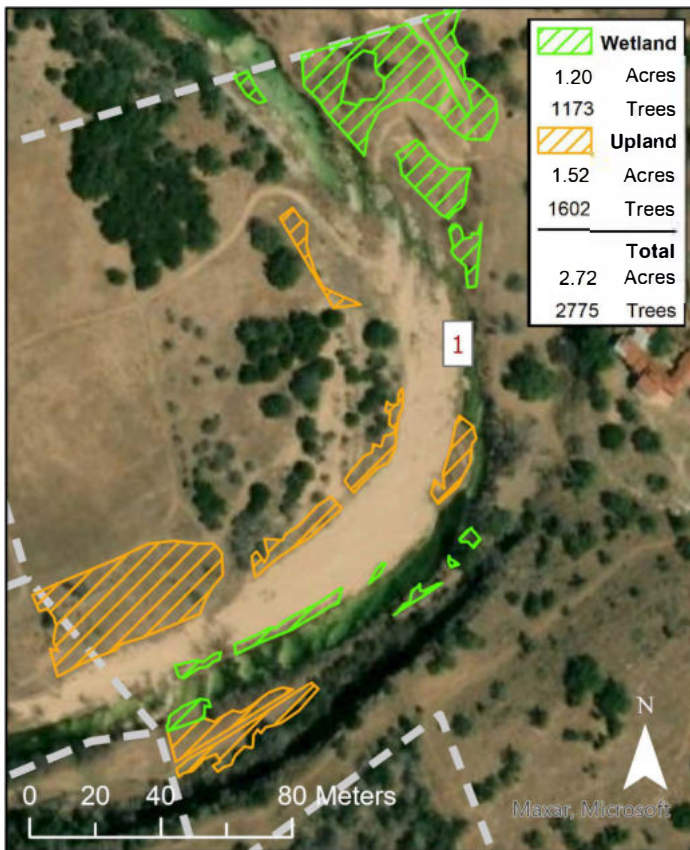 Wetland
1.20 Acres
1173 Trees
Upland
1.52 Acres
1602 Trees
Total
2.72 Acres
2775 Trees
1
N
0 20 40 80 Meters
Maxar, Microsoft